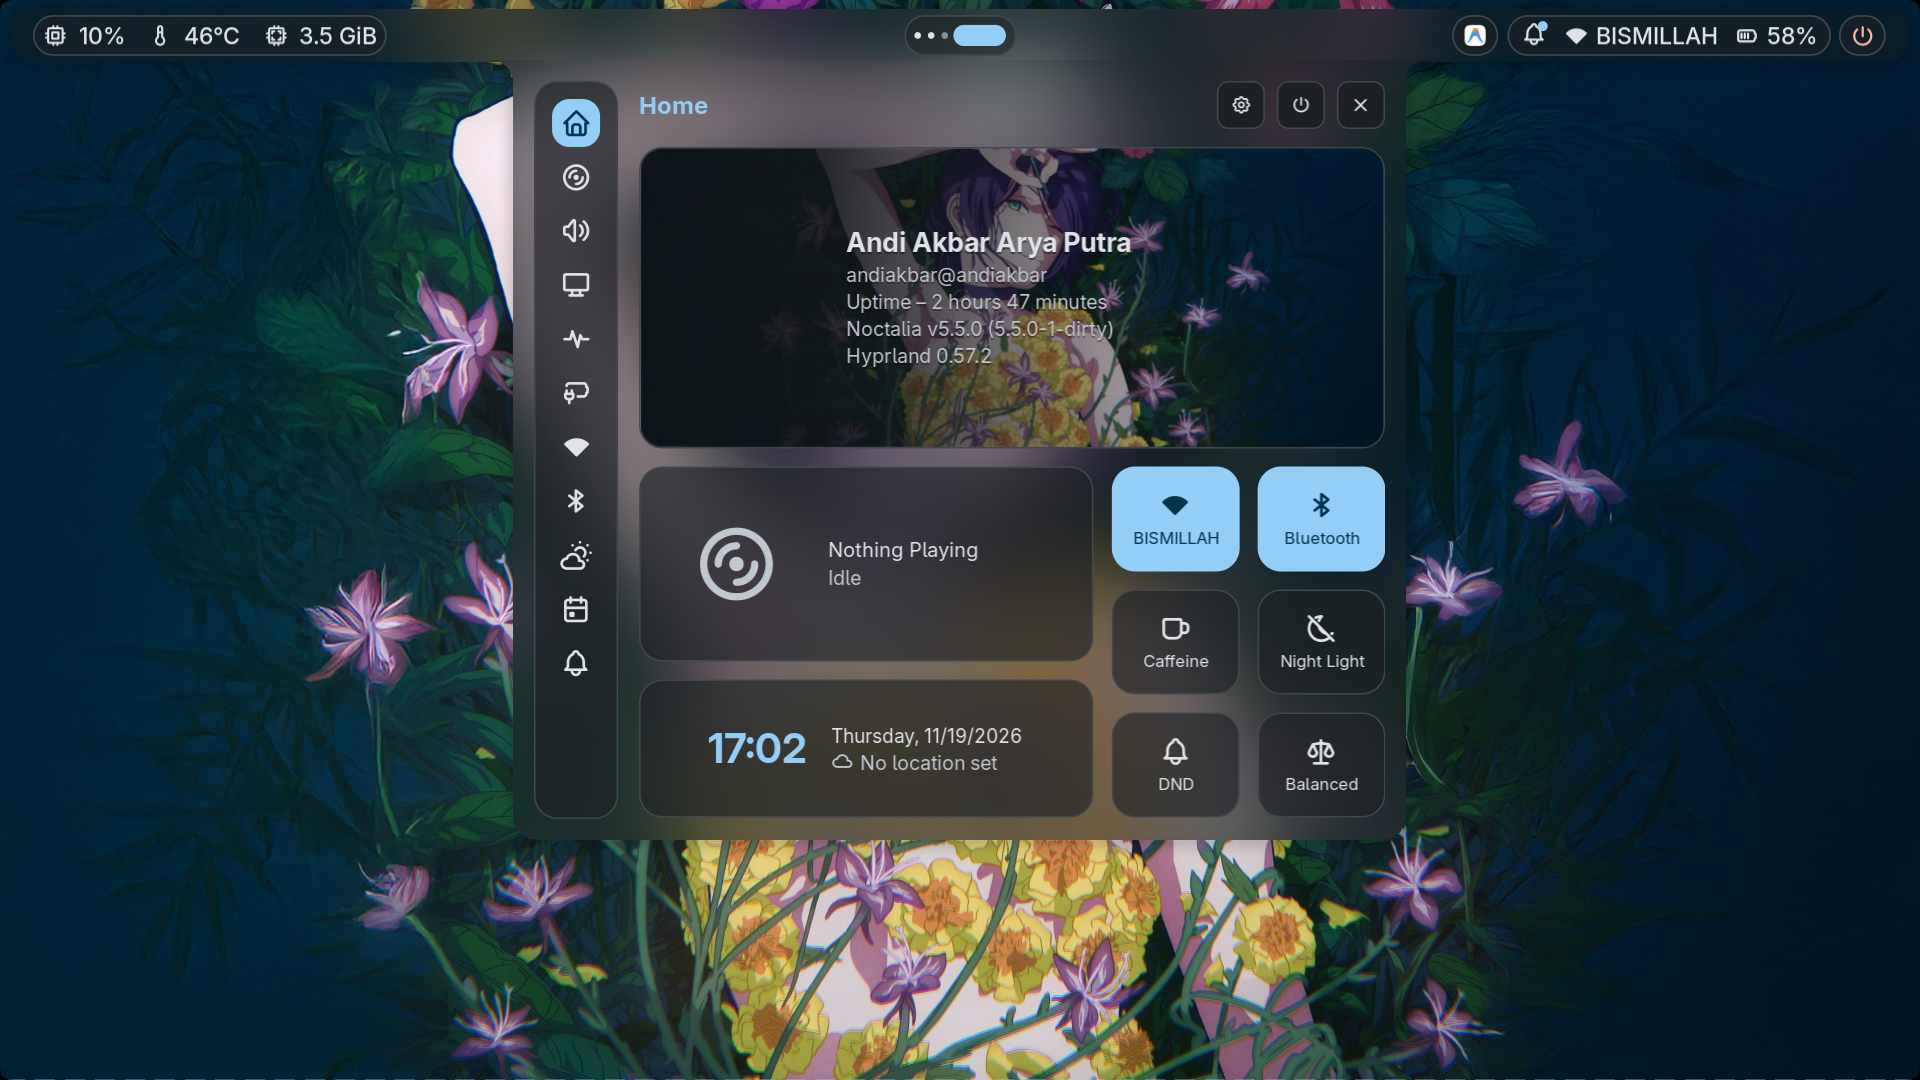 10% 46°C 3.5 GiB
BISMILLAH 58%
Home
Andi Akbar Arya Putra
andiakbar@andiakbar
Uptime – 2 hours 47 minutes
Noctalia v5.5.0 (5.5.0-1-dirty)
Hyprland 0.57.2
Nothing Playing
Idle
BISMILLAH
Bluetooth
Caffeine
Night Light
17:02
Thursday, 11/19/2026
No location set
DND
Balanced